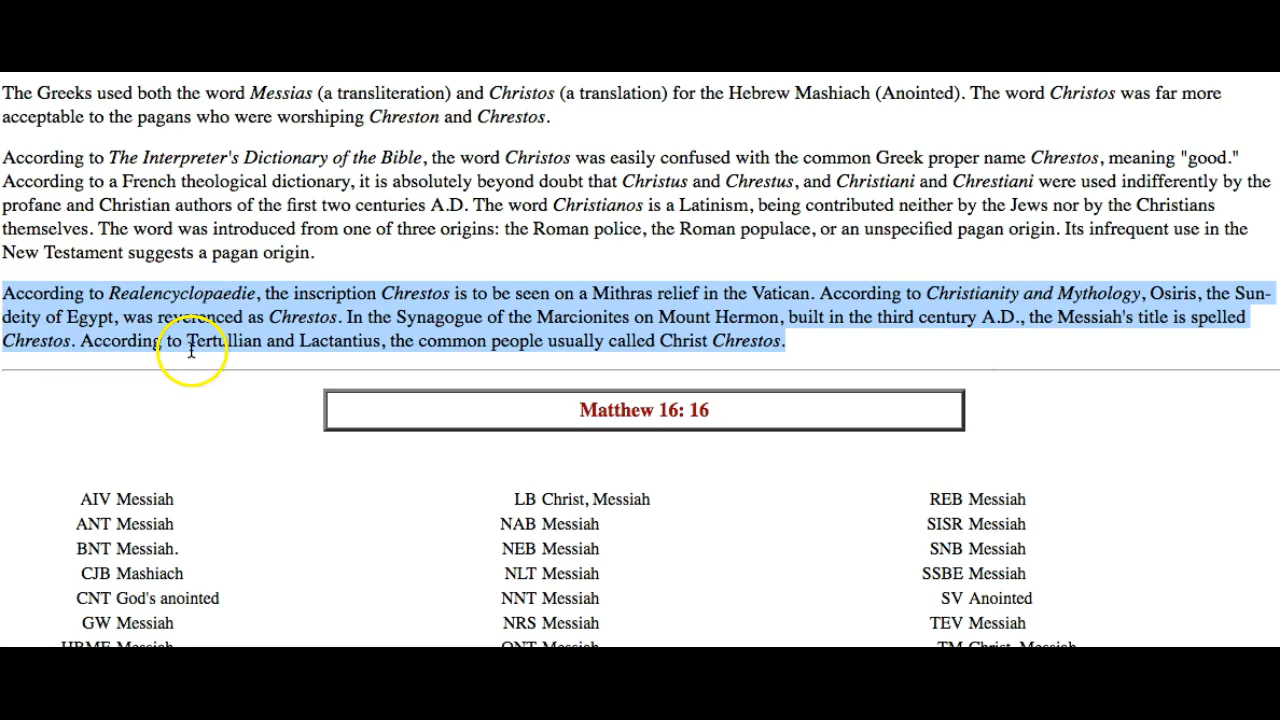 The Greeks used both the word Messias (a transliteration) and Christos (a translation) for the Hebrew Mashiach (Anointed). The word Christos was far more
acceptable to the pagans who were worshiping Chreston and Chrestos.
According to The Interpreter's Dictionary of the Bible, the word Christos was easily confused with the common Greek proper name Chrestos, meaning "good."
According to a French theological dictionary, it is absolutely beyond doubt that Christus and Chrestus, and Christiani and Chrestiani were used indifferently by the
profane and Christian authors of the first two centuries A.D. The word Christianos is a Latinism, being contributed neither by the Jews nor by the Christians
themselves. The word was introduced from one of three origins: the Roman police, the Roman populace, or an unspecified pagan origin. Its infrequent use in the
New Testament suggests a pagan origin.
According to Realencyclopaedie, the inscription Chrestos is to be seen on a Mithras relief in the Vatican. According to Christianity and Mythology, Osiris, the Sun-
deity of Egypt, was reverenced as Chrestos. In the Synagogue of the Marcionites on Mount Hermon, built in the third century A.D., the Messiah's title is spelled
Chrestos. According to Tertullian and Lactantius, the common people usually called Christ Chrestos.
Matthew 16: 16
AIV Messiah LB Christ, Messiah REB Messiah
ANT Messiah NAB Messiah SISR Messiah
BNT Messiah. NEB Messiah SNB Messiah
CJB Mashiach NLT Messiah SSBE Messiah
CNT God's anointed NNT Messiah SV Anointed
GW Messiah NRS Messiah TEV Messiah
Messiah Messiah TM Christ, Messiah